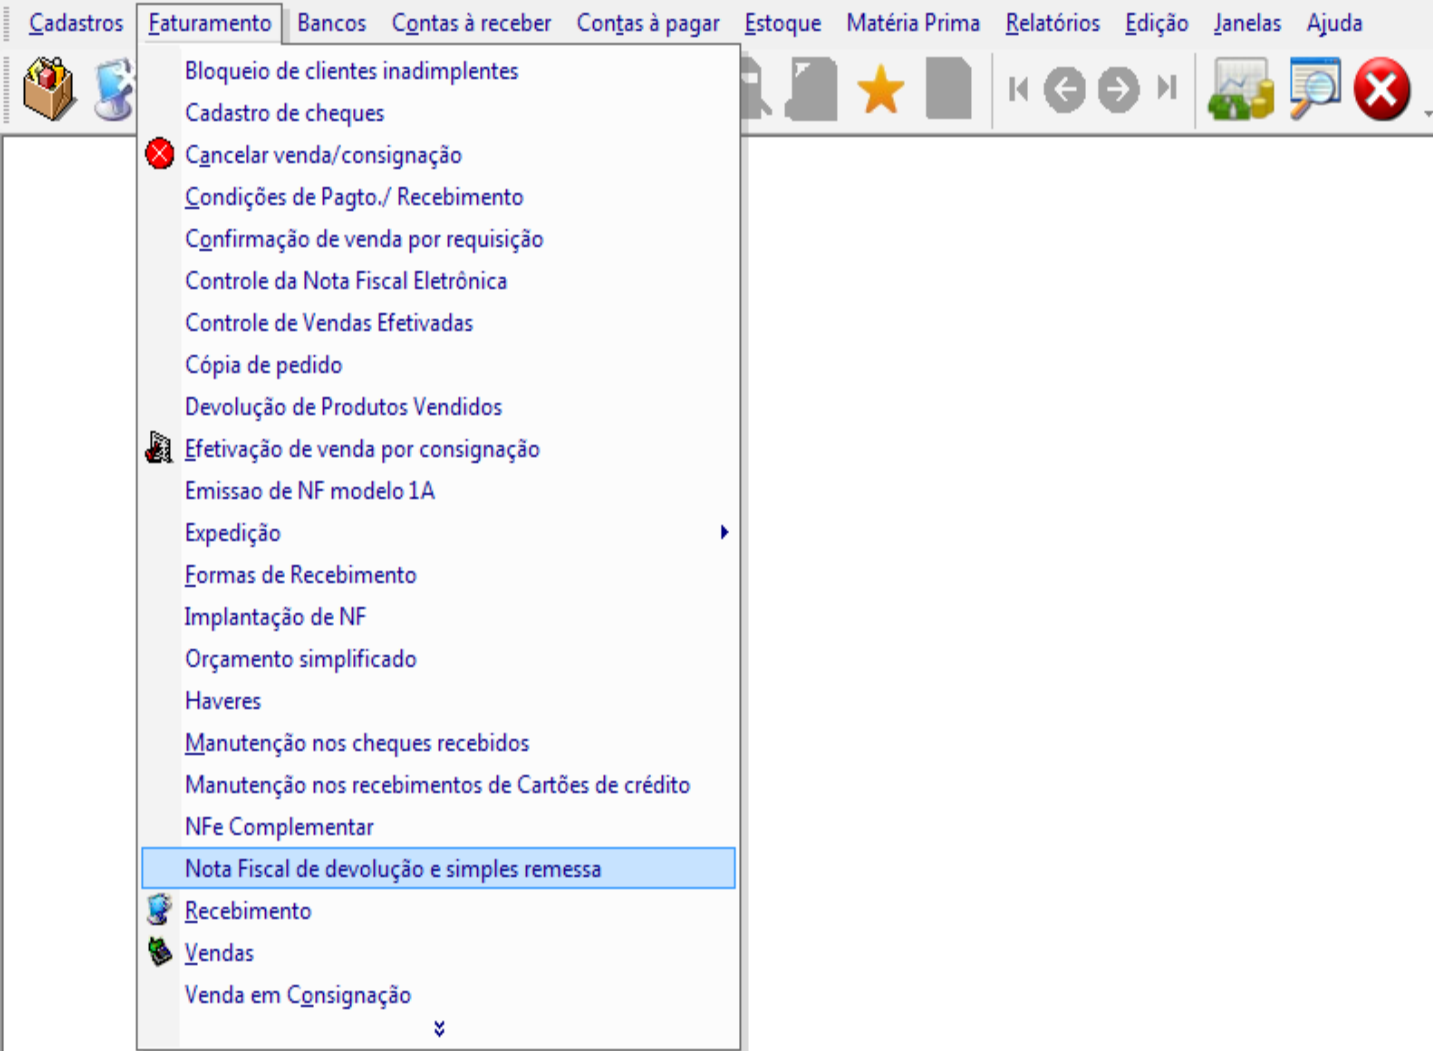 Cadastros Faturamento Bancos Contas à receber Contas à pagar Estoque Matéria Prima Relatórios Edição Janelas Ajuda
Bloqueio de clientes inadimplentes
Cadastro de cheques
Cancelar venda/consignação
Condições de Pagto./ Recebimento
Confirmação de venda por requisição
Controle da Nota Fiscal Eletrônica
Controle de Vendas Efetivadas
Cópia de pedido
Devolução de Produtos Vendidos
Efetivação de venda por consignação
Emissao de NF modelo 1A
Expedição
Formas de Recebimento
Implantação de NF
Orçamento simplificado
Haveres
Manutenção nos cheques recebidos
Manutenção nos recebimentos de Cartões de crédito
NFe Complementar
Nota Fiscal de devolução e simples remessa
Recebimento
Vendas
Venda em Consignação